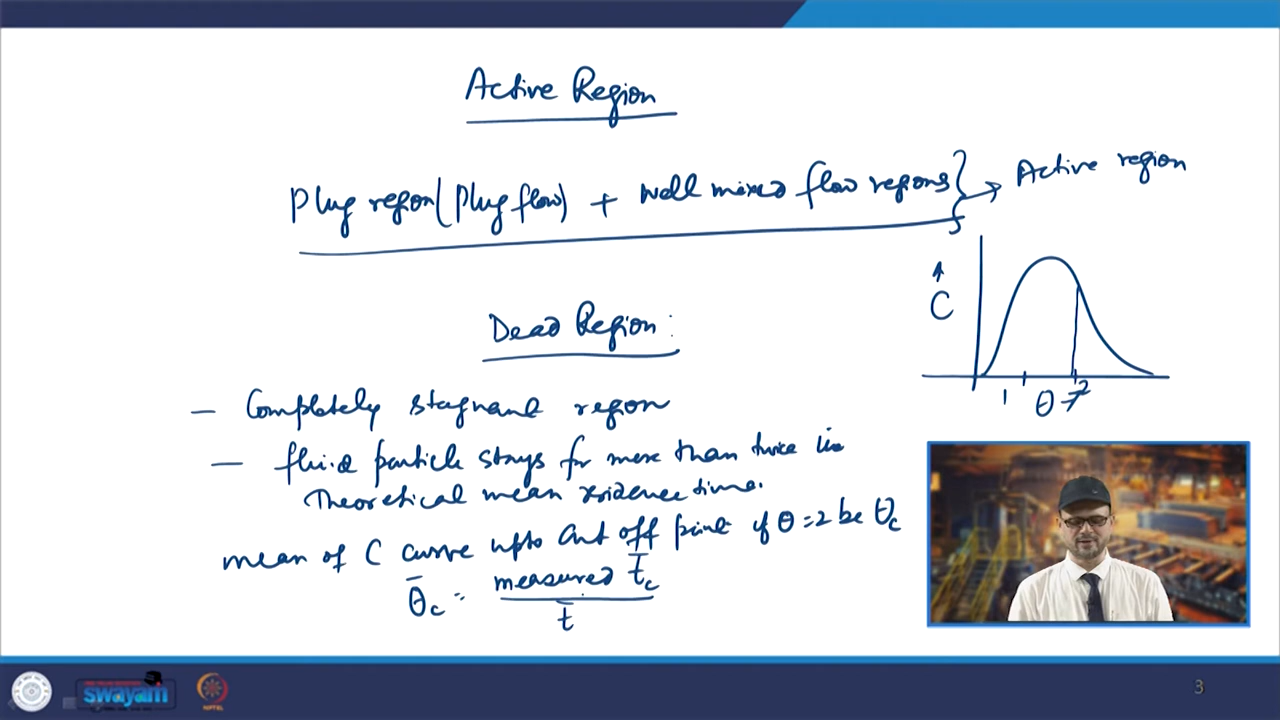 Active Region
Plug region (Plug flow) + well mixed flow regions } → Active region
↑
C
1 2
θ →
Dead Region:
— Completely stagnant region
— fluid particle stays for more than twice the
Theoretical mean residence time.
mean of C curve upto cut off point of θ=2 be θ̄c
θ̄c = measured t̄c / t̄
3
swayam
NPTEL